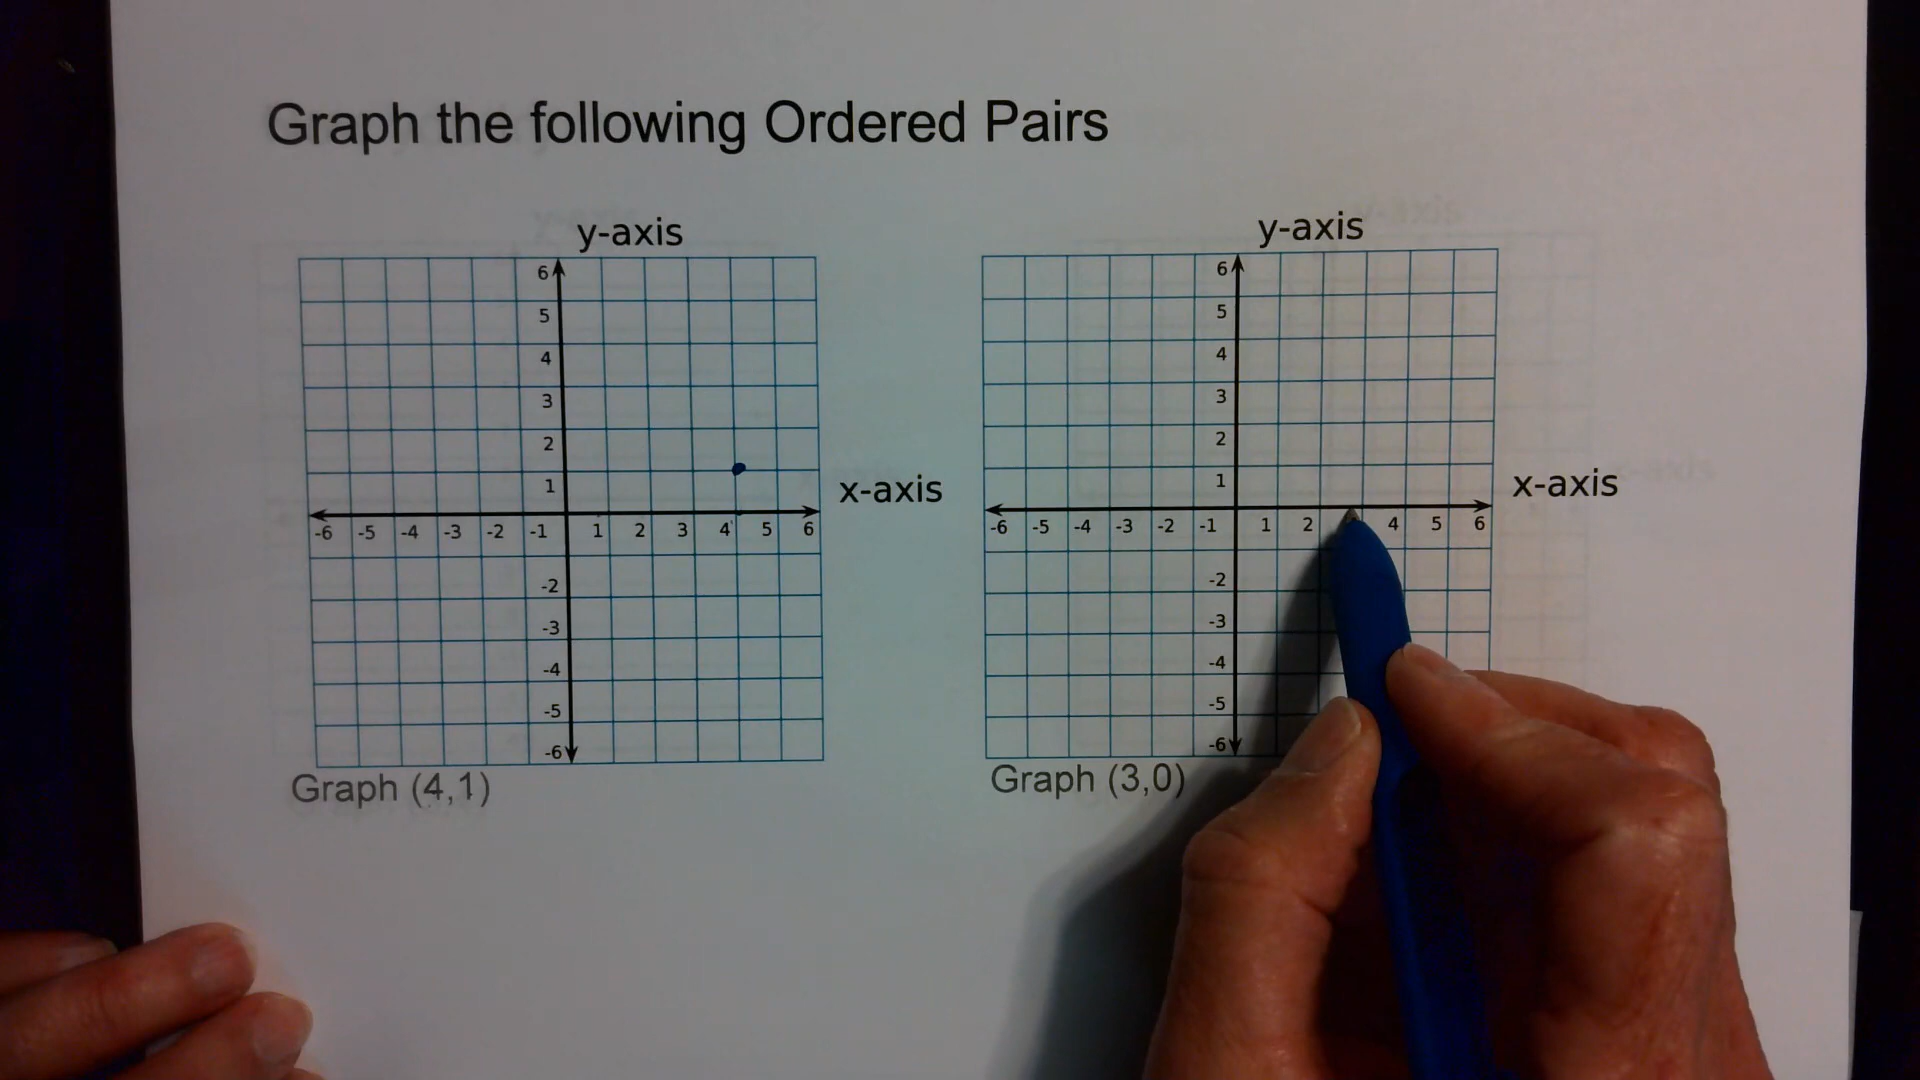 Graph the following Ordered Pairs
y-axis
6
5
4
3
2
1
x-axis
-6 -5 -4 -3 -2 -1 1 2 3 4 5 6
-2
-3
-4
-5
-6
Graph (4,1)
y-axis
6
5
4
3
2
1
x-axis
-6 -5 -4 -3 -2 -1 1 2 4 5 6
-2
-3
-4
-5
-6
Graph (3,0)